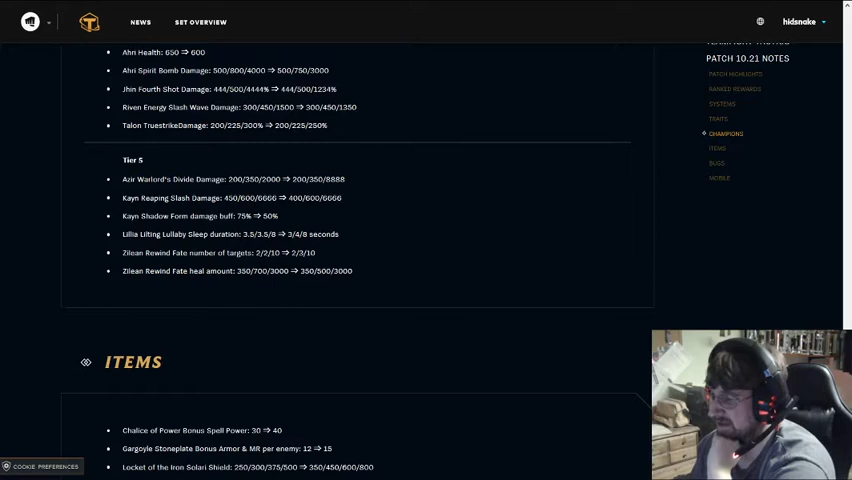 NEWS
SET OVERVIEW
hidsnake
Ahri Health: 650 ⇒ 600
Ahri Spirit Bomb Damage: 500/800/4000 ⇒ 500/750/3000
Jhin Fourth Shot Damage: 444/500/4444% ⇒ 444/500/1234%
Riven Energy Slash Wave Damage: 300/450/1500 ⇒ 300/450/1350
Talon TruestrikeDamage: 200/225/300% ⇒ 200/225/250%
Tier 5
Azir Warlord's Divide Damage: 200/350/2000 ⇒ 200/350/8888
Kayn Reaping Slash Damage: 450/600/6666 ⇒ 400/600/6666
Kayn Shadow Form damage buff: 75% ⇒ 50%
Lillia Lilting Lullaby Sleep duration: 3.5/3.5/8 ⇒ 3/4/8 seconds
Zilean Rewind Fate number of targets: 2/2/10 ⇒ 2/3/10
Zilean Rewind Fate heal amount: 350/700/3000 ⇒ 350/500/3000
ITEMS
Chalice of Power Bonus Spell Power: 30 ⇒ 40
Gargoyle Stoneplate Bonus Armor & MR per enemy: 12 ⇒ 15
Locket of the Iron Solari Shield: 250/300/375/500 ⇒ 350/450/600/800
COOKIE PREFERENCES
TEAMFIGHT TACTICS
PATCH 10.21 NOTES
PATCH HIGHLIGHTS
RANKED REWARDS
SYSTEMS
TRAITS
CHAMPIONS
ITEMS
BUGS
MOBILE